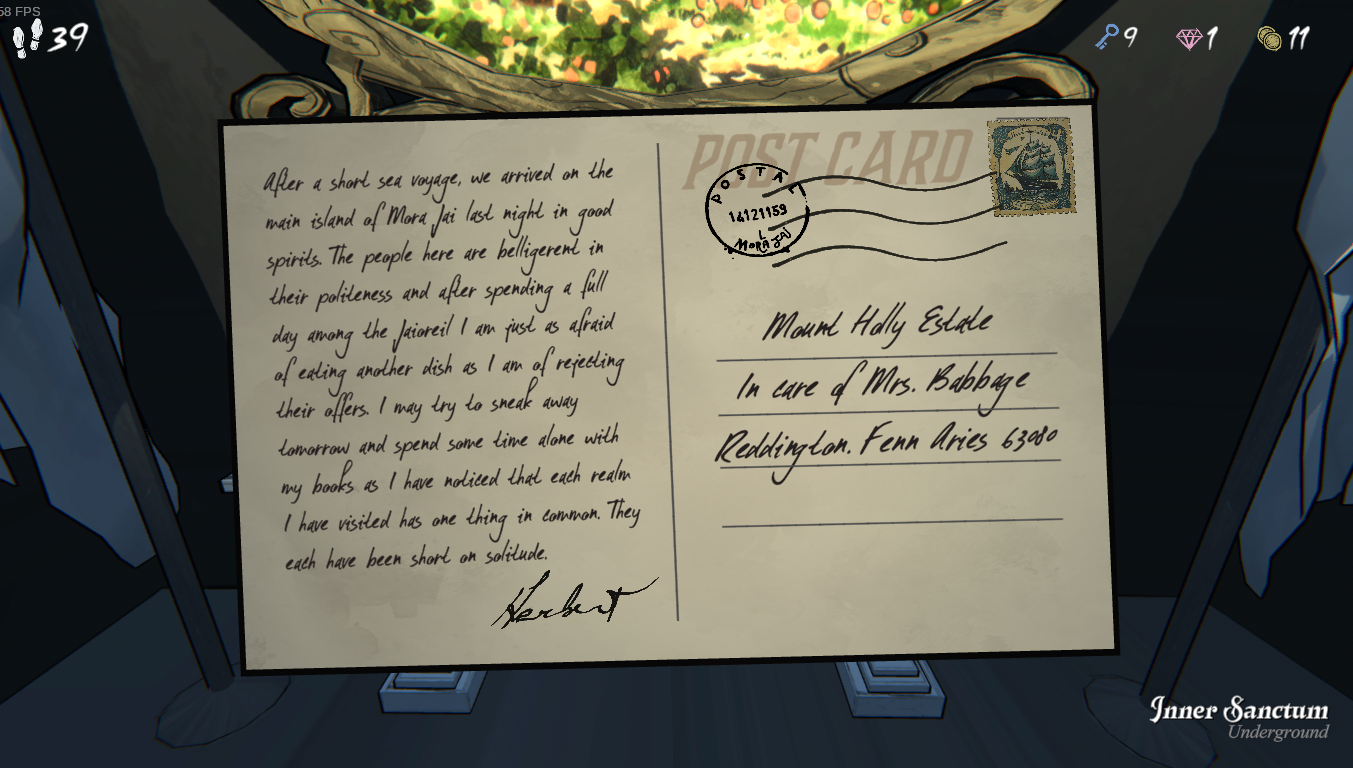 58 FPS
39
9
1
11
After a short sea voyage, we arrived on the
main island of Mora Jai last night in good
spirits. The people here are belligerent in
their politeness and after spending a full
day among the Jaioreil I am just as afraid
of eating another dish as I am of rejecting
their offers. I may try to sneak away
tomorrow and spend some time alone with
my books as I have noticed that each realm
I have visited has one thing in common. They
each have been short on solitude.
Herbert
POST CARD
POSTAL
MORA JAI
Mount Holly Estate
In care of Mrs. Babbage
Reddington, Fenn Aries 63080
Inner Sanctum
Underground